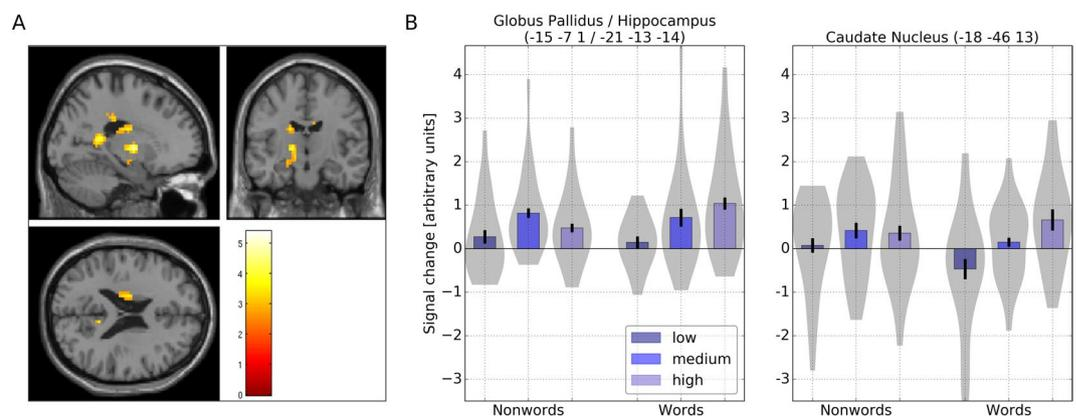 A
B
Globus Pallidus / Hippocampus
(-15 -7 1 / -21 -13 -14)
Caudate Nucleus (-18 -46 13)
Signal change [arbitrary units]
4
3
2
1
0
−1
−2
−3
4
3
2
1
0
-1
-2
-3
5
4
3
2
1
0
low
medium
high
Nonwords
Words
Nonwords
Words